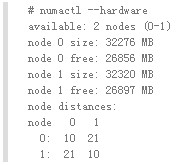 # numactl --hardware
available: 2 nodes (0-1)
node 0 size: 32276 MB
node 0 free: 26856 MB
node 1 size: 32320 MB
node 1 free: 26897 MB
node distances:
node   0   1
  0:  10  21
  1:  21  10